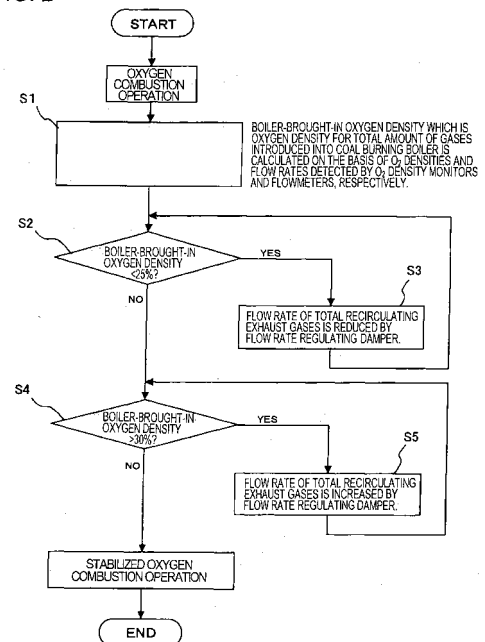 START
OXYGEN
COMBUSTION
OPERATION
S1
BOILER-BROUGHT-IN OXYGEN DENSITY WHICH IS
OXYGEN DENSITY FOR TOTAL AMOUNT OF GASES
INTRODUCED INTO COAL BURNING BOILER IS
CALCULATED ON THE BASIS OF O2 DENSITIES AND
FLOW RATES DETECTED BY O2 DENSITY MONITORS
AND FLOWMETERS, RESPECTIVELY.
S2
BOILER-BROUGHT-IN
OXYGEN DENSITY
<25%?
YES
NO
S3
FLOW RATE OF TOTAL RECIRCULATING
EXHAUST GASES IS REDUCED BY
FLOW RATE REGULATING DAMPER.
S4
BOILER-BROUGHT-IN
OXYGEN DENSITY
>30%?
YES
NO
S5
FLOW RATE OF TOTAL RECIRCULATING
EXHAUST GASES IS INCREASED BY
FLOW RATE REGULATING DAMPER.
STABILIZED OXYGEN
COMBUSTION OPERATION
END